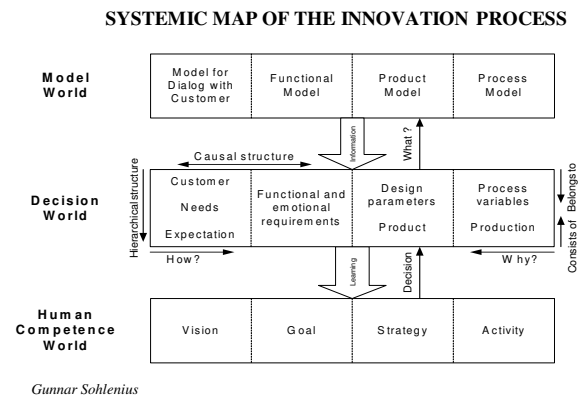 SYSTEMIC MAP OF THE INNOVATION PROCESS
Model
World
Model for
Dialog with
Customer
Functional
Model
Product
Model
Process
Model
Information
What ?
Causal structure
Hierarchical structure
Decision
World
Customer
Needs
Expectation
Functional and
emotional
requirements
Design
parameters
Product
Process
variables
Production
Belongs to
Consists of
How?
Why?
Learning
Decision
Human
Competence
World
Vision
Goal
Strategy
Activity
Gunnar Sohlenius